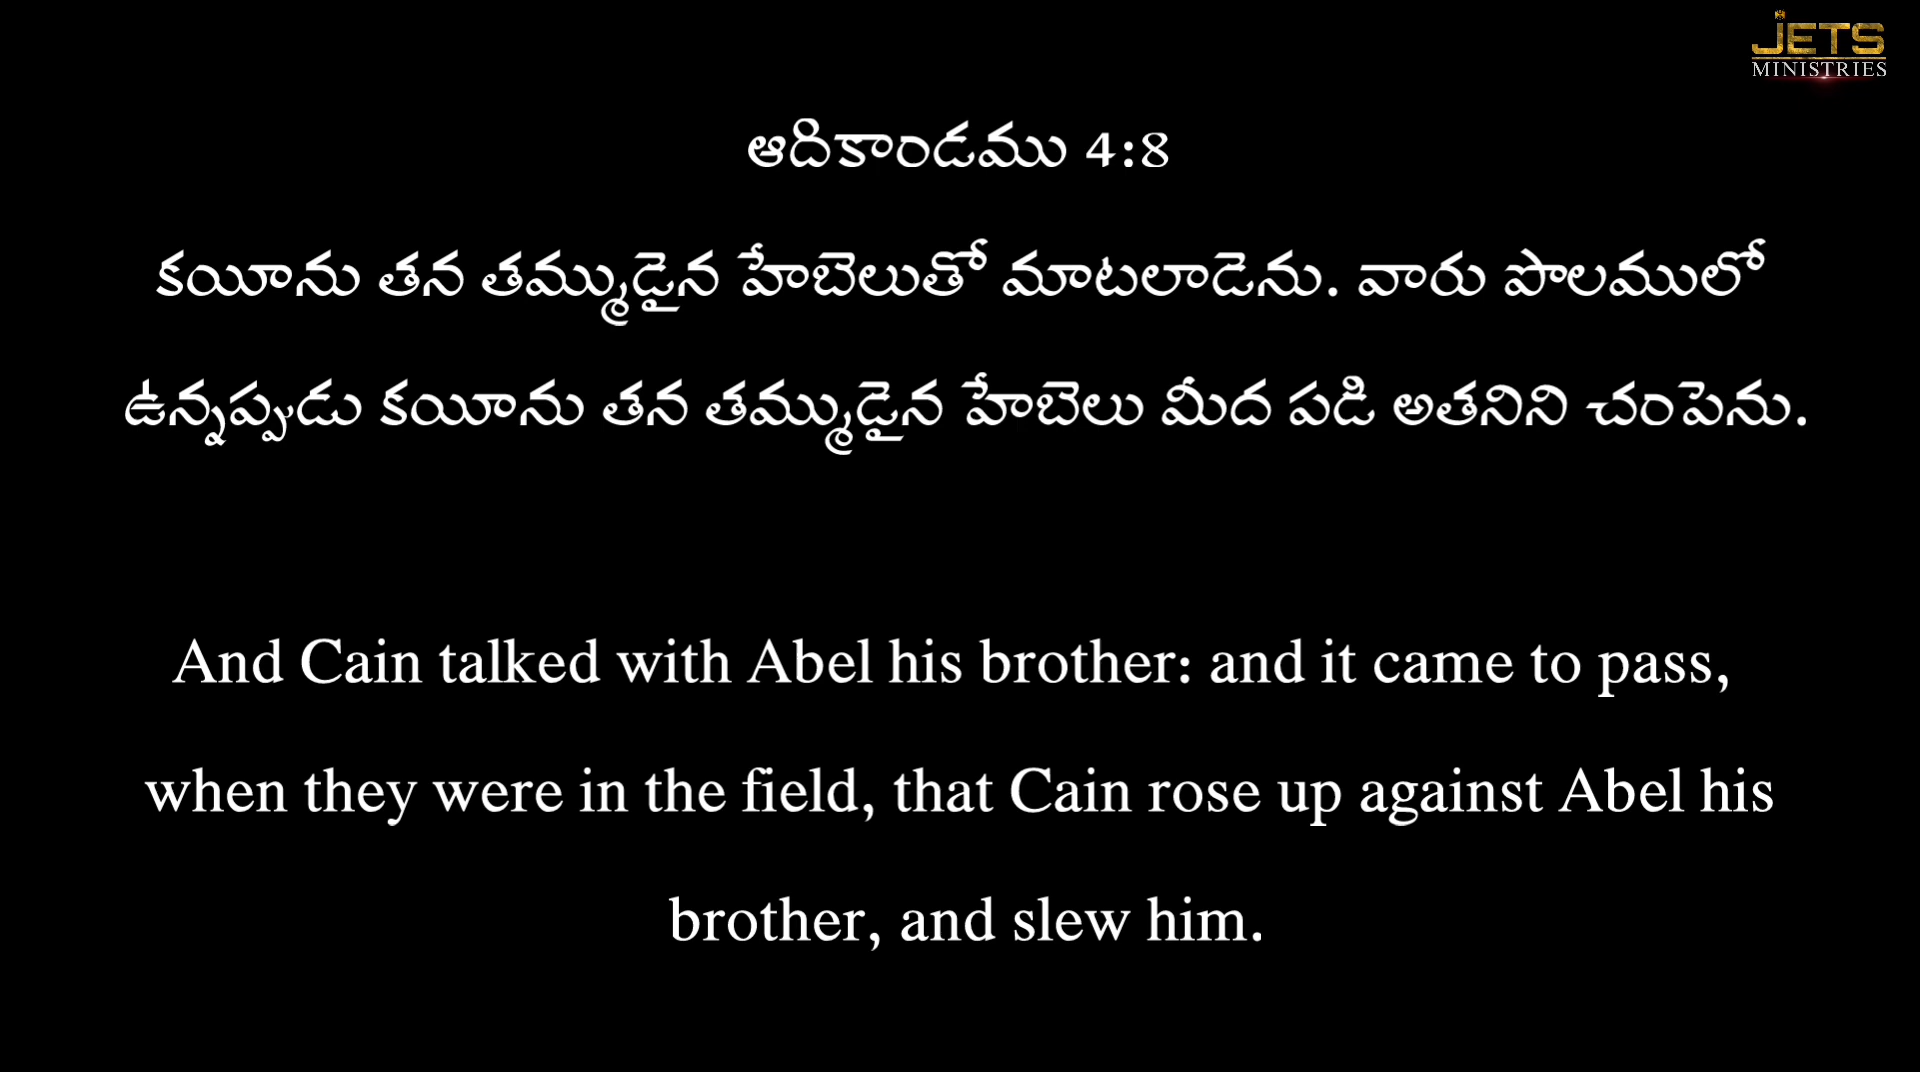 JETS
MINISTRIES
ఆదికాండము 4:8
కయీను తన తమ్ముడైన హేబెలుతో మాటలాడెను. వారు పొలములో
ఉన్నప్పుడు కయీను తన తమ్ముడైన హేబెలు మీద పడి అతనిని చంపెను.
And Cain talked with Abel his brother: and it came to pass,
when they were in the field, that Cain rose up against Abel his
brother, and slew him.